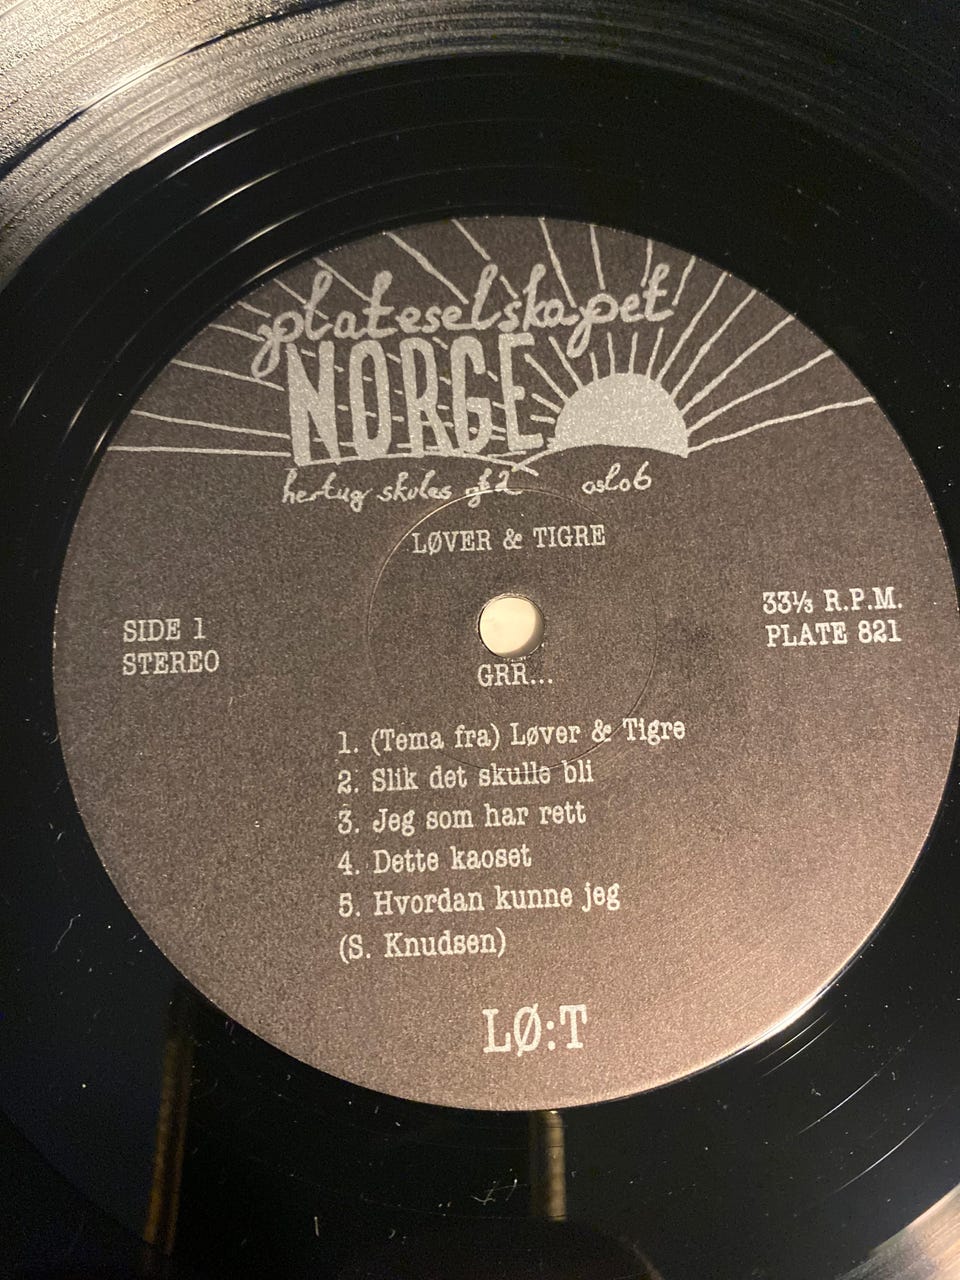 plateselskapet
NORGE
hertug skules gt 2 oslo 6
LØVER & TIGRE
SIDE 1
STEREO
33⅓ R.P.M.
PLATE 821
GRR...
1. (Tema fra) Løver & Tigre
2. Slik det skulle bli
3. Jeg som har rett
4. Dette kaoset
5. Hvordan kunne jeg
(S. Knudsen)
LØ:T